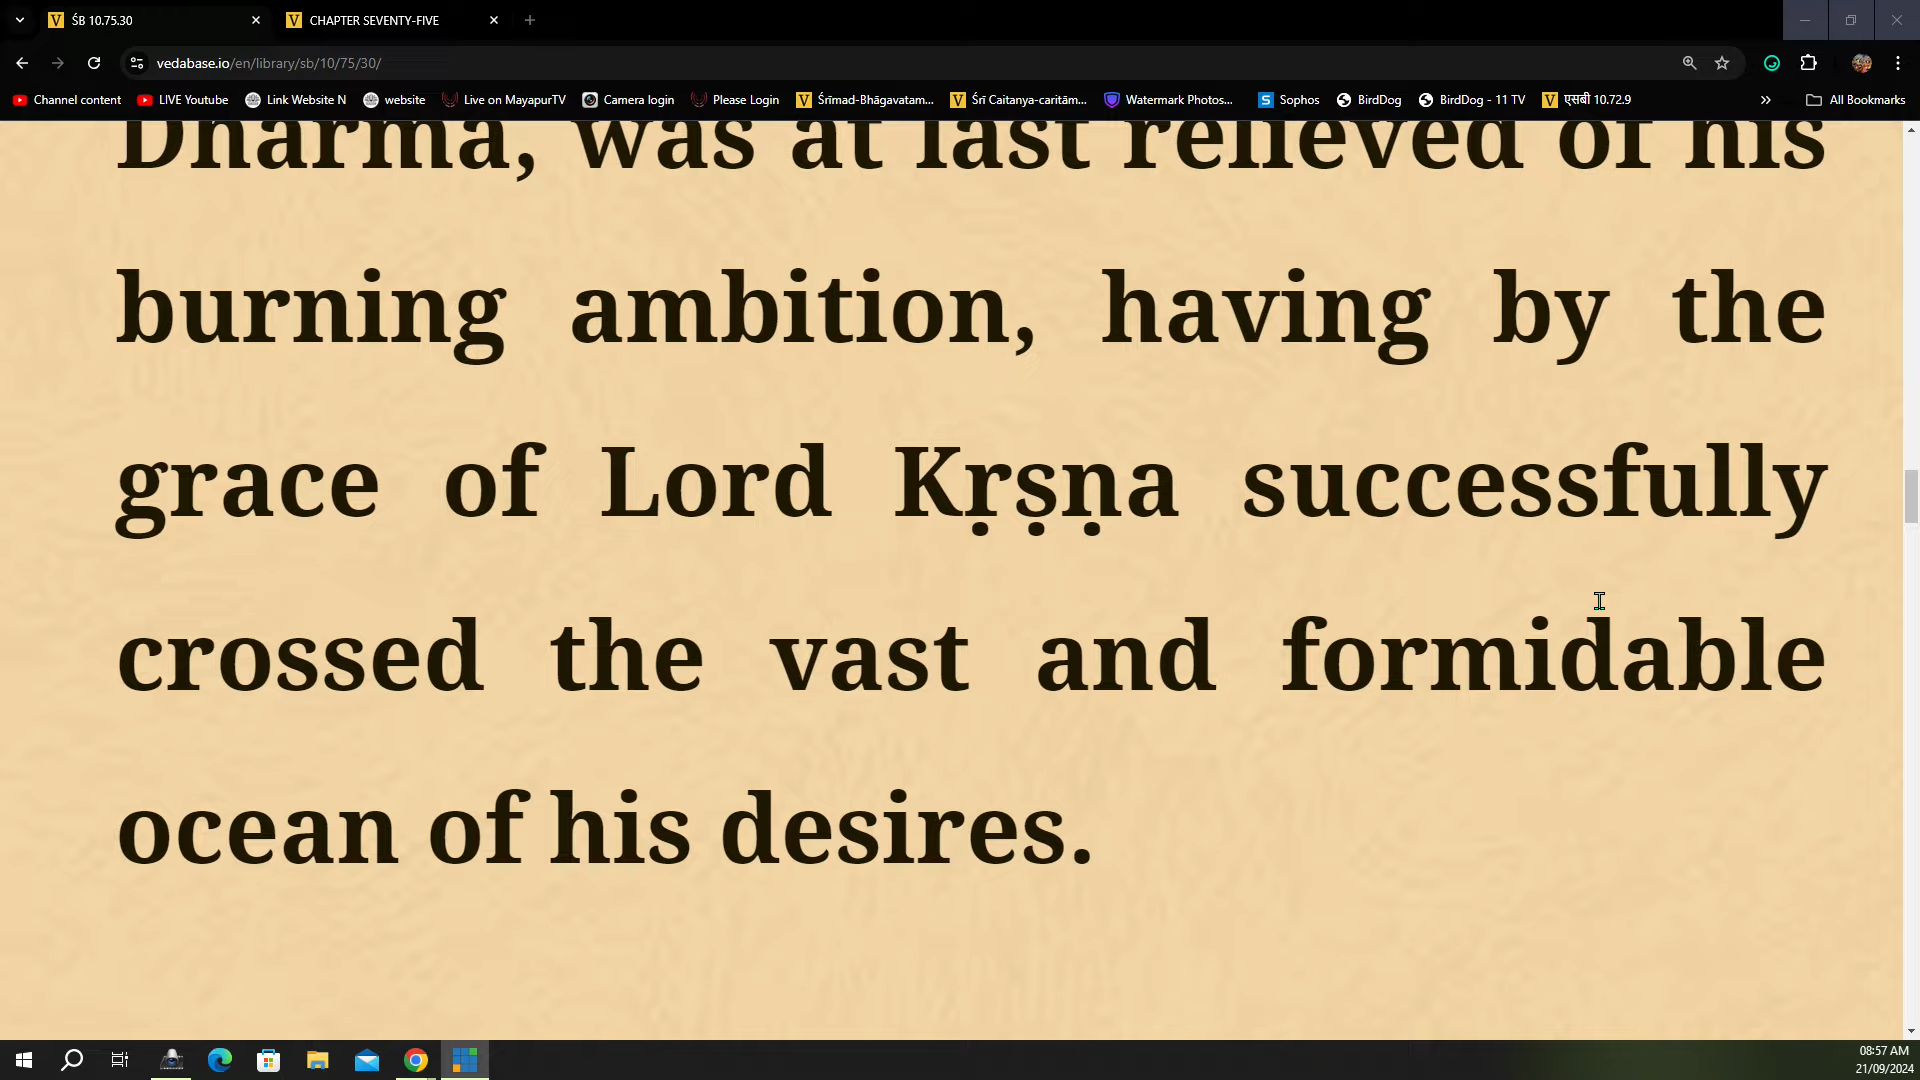 ŚB 10.75.30
CHAPTER SEVENTY-FIVE
vedabase.io/en/library/sb/10/75/30/
Channel content
LIVE Youtube
Link Website N
website
Live on MayapurTV
Camera login
Please Login
Śrīmad-Bhāgavatam...
Śrī Caitanya-caritām...
Watermark Photos...
Sophos
BirdDog
BirdDog - 11 TV
एसबी 10.72.9
All Bookmarks
Dharma, was at last relieved of his
burning ambition, having by the
grace of Lord Kṛṣṇa successfully
crossed the vast and formidable
ocean of his desires.
08:57 AM
21/09/2024